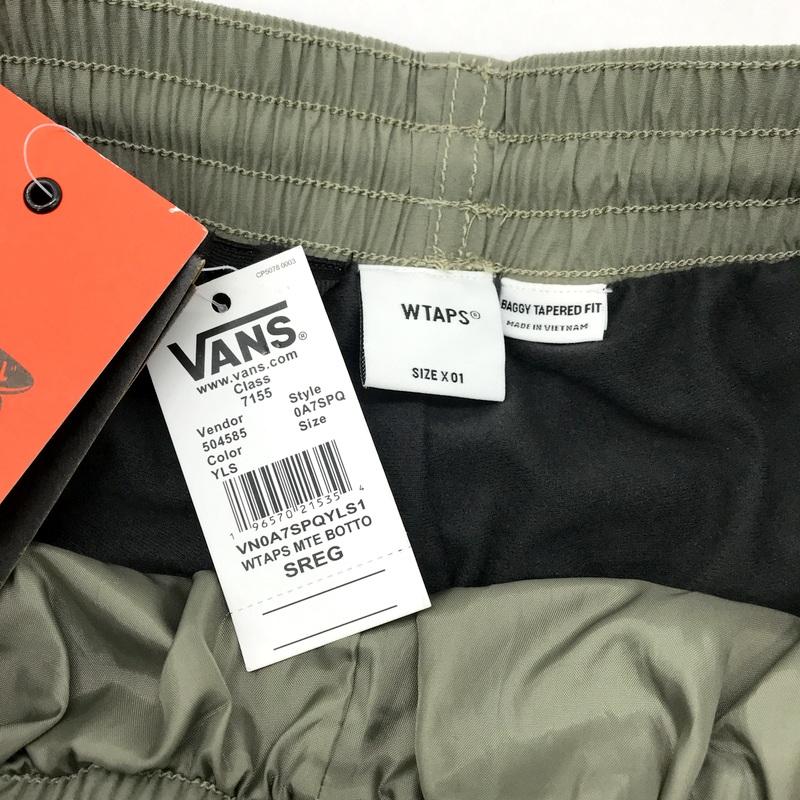 CP5078 0003
VANS®
www.vans.com
Class
7155
Vendor
504585
Color
YLS
Style
0A7SPQ
Size
1 96570 21535 4
VN0A7SPQYLS1
WTAPS MTE BOTTO
SREG
WTAPS®
SIZE X 01
BAGGY TAPERED FIT
MADE IN VIETNAM